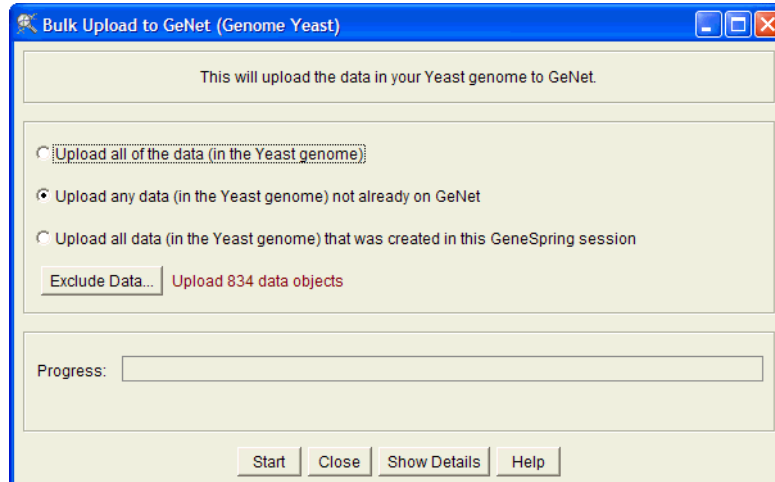 Bulk Upload to GeNet (Genome Yeast)
This will upload the data in your Yeast genome to GeNet.
Upload all of the data (in the Yeast genome)
Upload any data (in the Yeast genome) not already on GeNet
Upload all data (in the Yeast genome) that was created in this GeneSpring session
Exclude Data... Upload 834 data objects
Progress:
Start Close Show Details Help